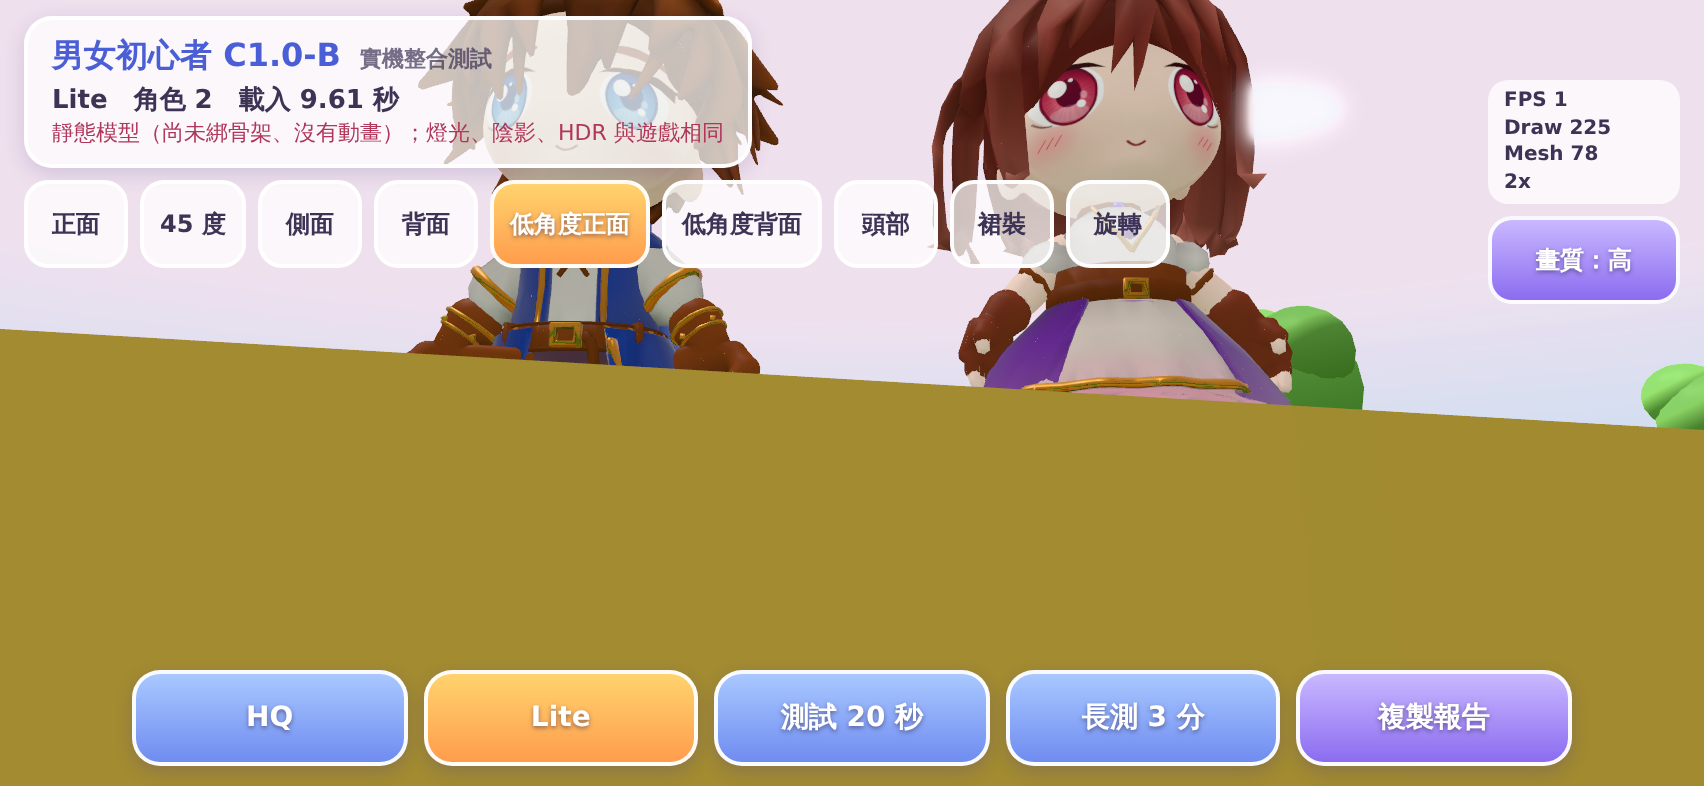 男女初心者 C1.0-B 實機整合測試
Lite 角色 2 載入 9.61 秒
靜態模型（尚未綁骨架、沒有動畫）；燈光、陰影、HDR 與遊戲相同
FPS 1
Draw 225
Mesh 78
2x
正面 45 度 側面 背面 低角度正面 低角度背面 頭部 裙裝 旋轉
畫質：高
HQ Lite 測試 20 秒 長測 3 分 複製報告